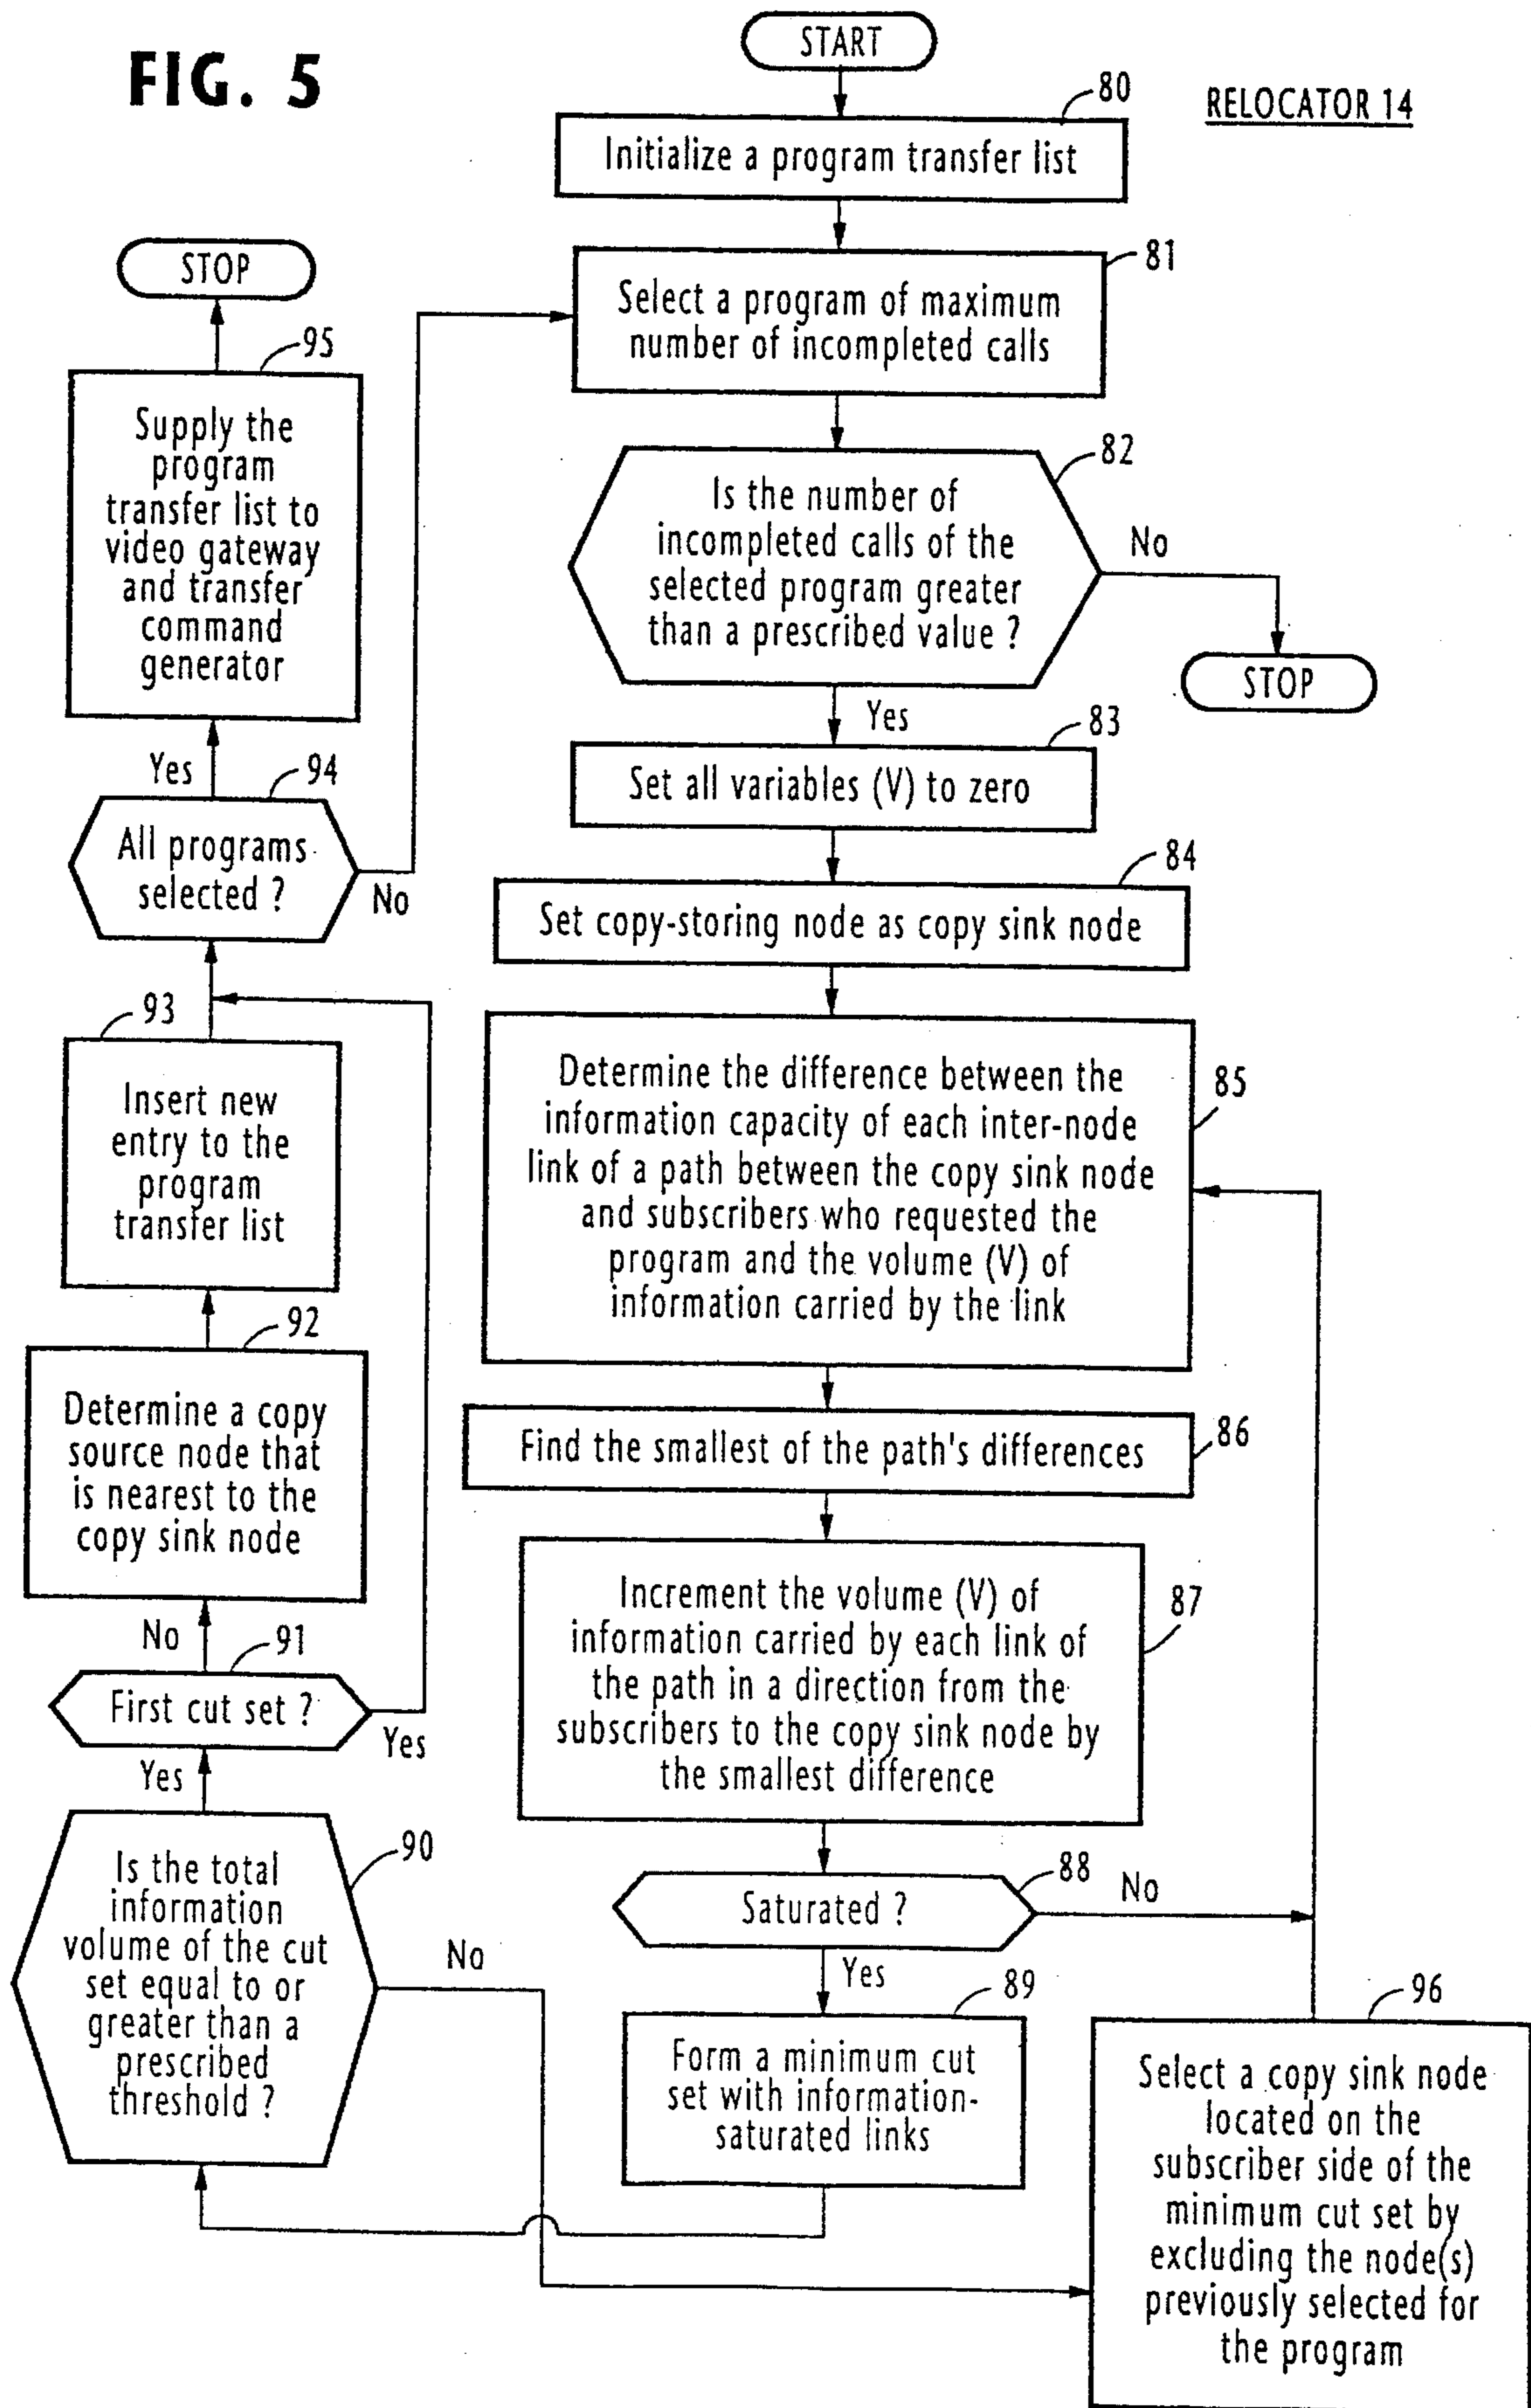 FIG. 5
RELOCATOR 14
START
80
Initialize a program transfer list
81
Select a program of maximum
number of incompleted calls
82
Is the number of
incompleted calls of the
selected program greater
than a prescribed value ?
No
STOP
Yes
83
Set all variables (V) to zero
84
Set copy-storing node as copy sink node
85
Determine the difference between the
information capacity of each inter-node
link of a path between the copy sink node
and subscribers who requested the
program and the volume (V) of
information carried by the link
86
Find the smallest of the path's differences
87
Increment the volume (V) of
information carried by each link of
the path in a direction from the
subscribers to the copy sink node by
the smallest difference
88
Saturated ?
No
Yes
89
Form a minimum cut
set with information-
saturated links
90
Is the total
information
volume of the cut
set equal to or
greater than a
prescribed
threshold ?
No
Yes
91
First cut set ?
Yes
No
92
Determine a copy
source node that
is nearest to the
copy sink node
93
Insert new
entry to the
program
transfer list
94
All programs
selected ?
No
Yes
95
Supply the
program
transfer list to
video gateway
and transfer
command
generator
STOP
96
Select a copy sink node
located on the
subscriber side of the
minimum cut set by
excluding the node(s)
previously selected for
the program